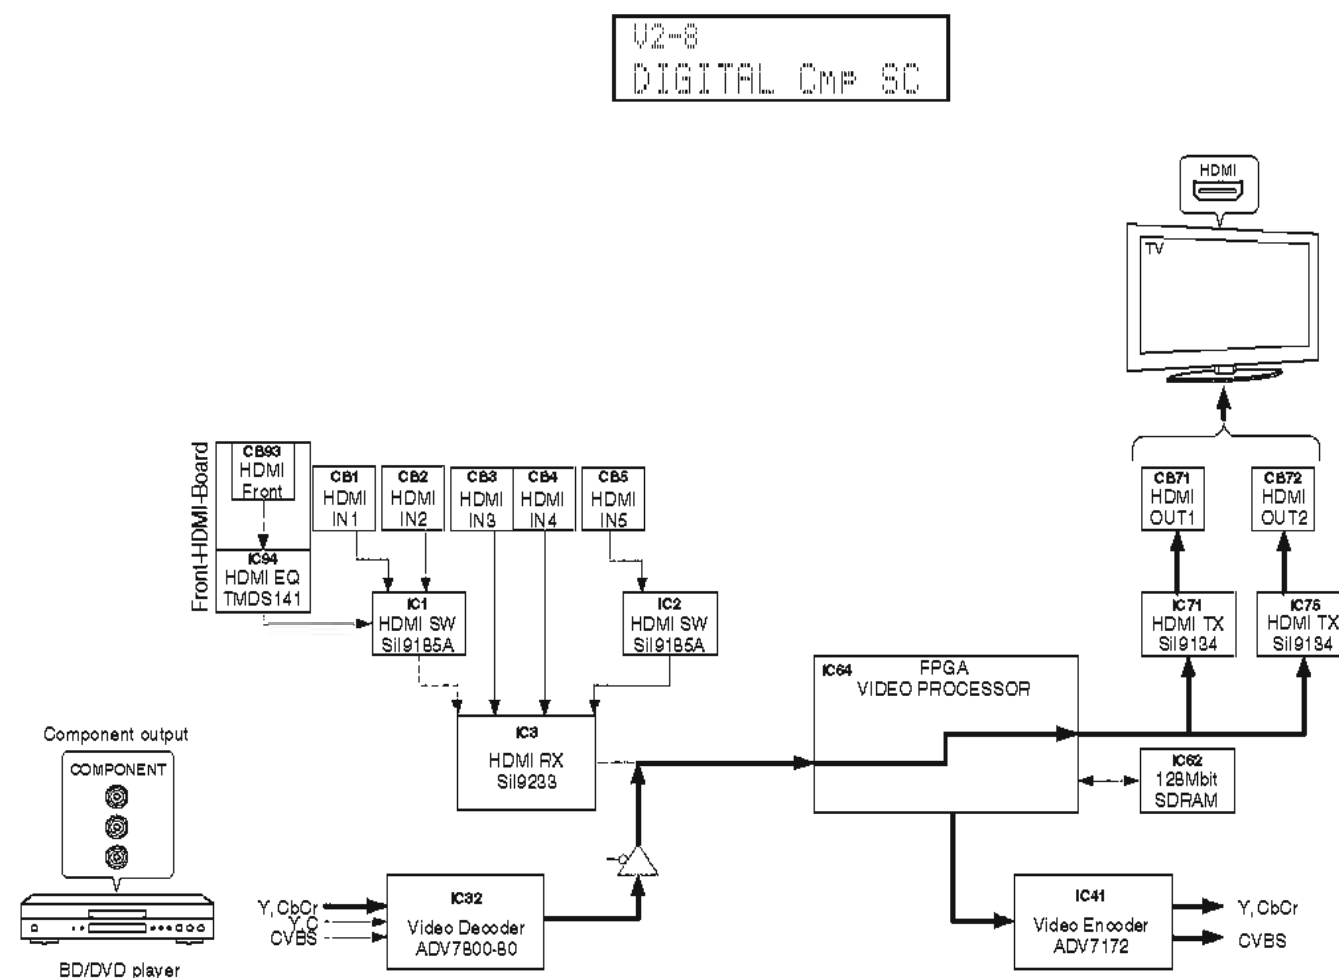 V2-8
DIGITAL Cmp SC
HDMI
TV
Front-HDMI-Board
CB93
HDMI
Front
CB1
HDMI
IN1
CB2
HDMI
IN2
CB3
HDMI
IN3
CB4
HDMI
IN4
CB5
HDMI
IN5
CB71
HDMI
OUT1
CB72
HDMI
OUT2
IC94
HDMI EQ
TMDS141
IC1
HDMI SW
SiI9185A
IC2
HDMI SW
SiI9185A
IC71
HDMI TX
SiI9134
IC75
HDMI TX
SiI9134
IC64
FPGA
VIDEO PROCESSOR
IC3
HDMI RX
SiI9233
IC62
128Mbit
SDRAM
Component output
COMPONENT
BD/DVD player
Y, CbCr
Y, C
CVBS
IC32
Video Decoder
ADV7800-80
IC41
Video Encoder
ADV7172
Y, CbCr
CVBS